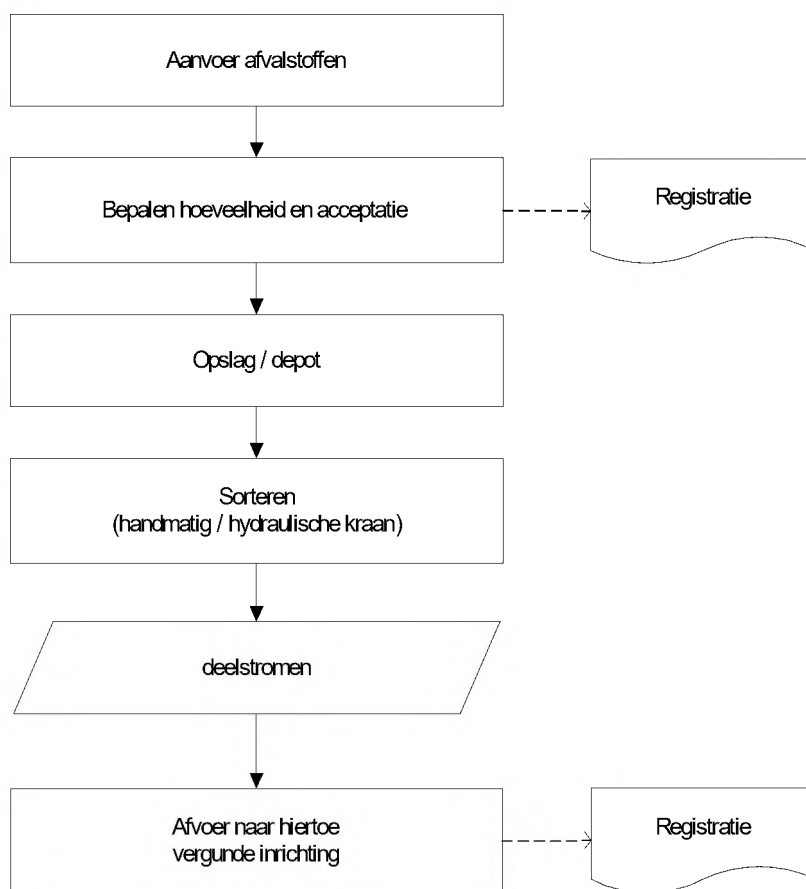 Aanvoer afvalstoffen
Bepalen hoeveelheid en acceptatie
Registratie
Opslag / depot
Sorteren
(handmatig / hydraulische kraan)
deelstromen
Afvoer naar hiertoe
vergunde inrichting
Registratie